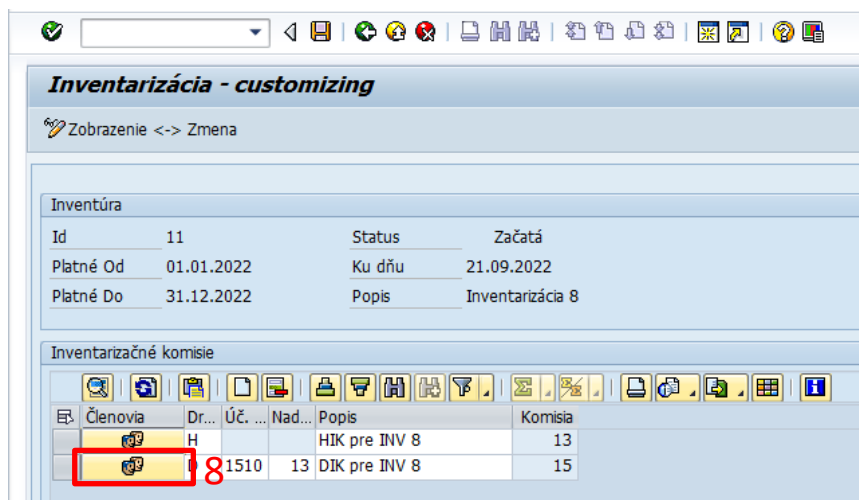 Inventarizácia - customizing
Zobrazenie <-> Zmena
Inventúra
Id 11 Status Začatá
Platné Od 01.01.2022 Ku dňu 21.09.2022
Platné Do 31.12.2022 Popis Inventarizácia 8
Inventarizačné komisie
Členovia Dr... Úč. ... Nad... Popis Komisia
H HIK pre INV 8 13
D 8 1510 13 DIK pre INV 8 15